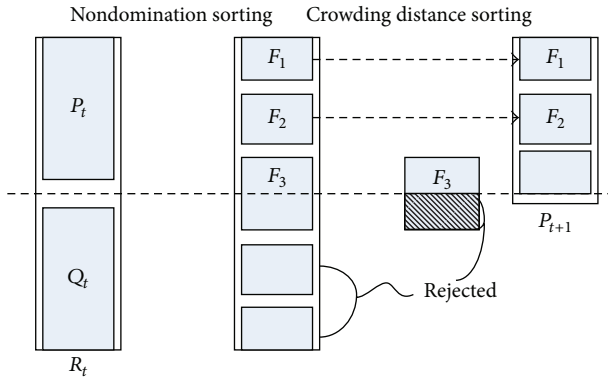 Nondomination sorting
Crowding distance sorting
P_t
Q_t
R_t
F_1
F_2
F_3
F_3
Rejected
F_1
F_2
P_{t+1}